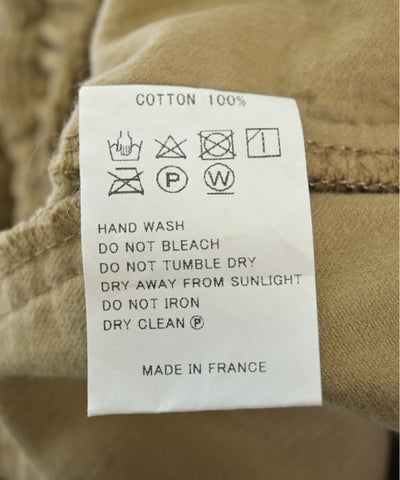 COTTON 100%
P W
HAND WASH
DO NOT BLEACH
DO NOT TUMBLE DRY
DRY AWAY FROM SUNLIGHT
DO NOT IRON
DRY CLEAN Ⓟ
MADE IN FRANCE